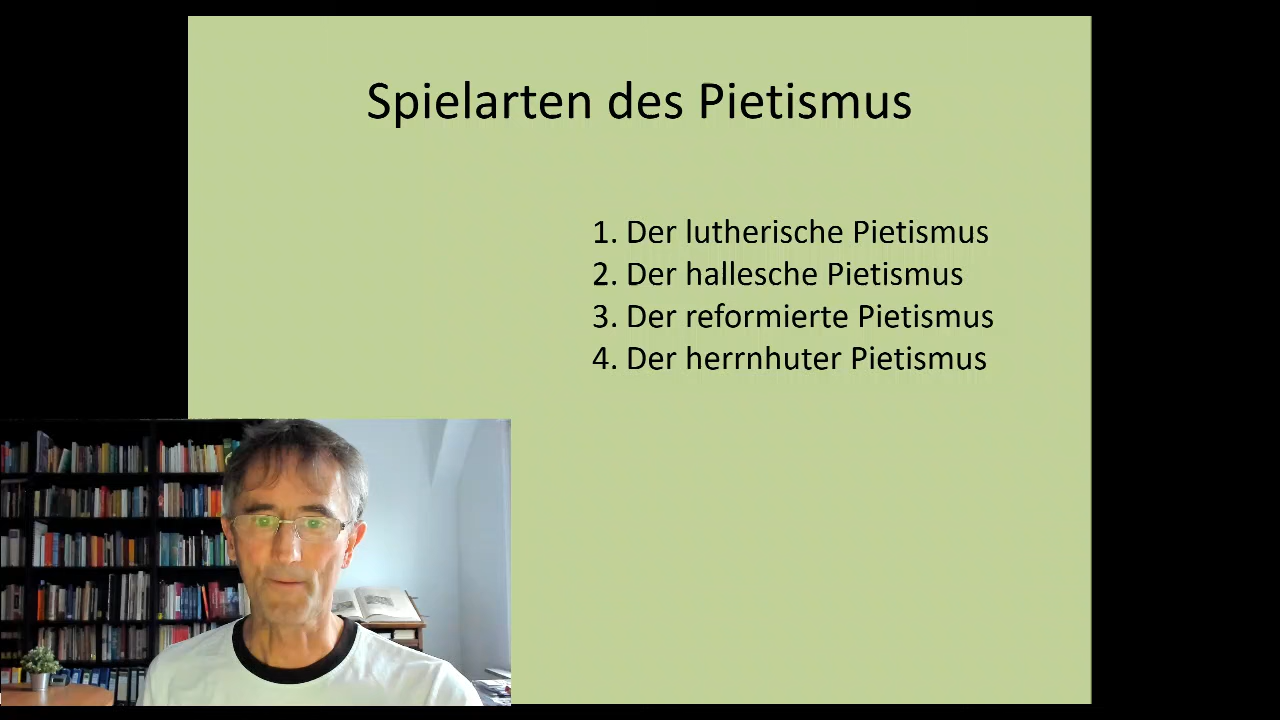 Spielarten des Pietismus
1. Der lutherische Pietismus
2. Der hallesche Pietismus
3. Der reformierte Pietismus
4. Der herrnhuter Pietismus